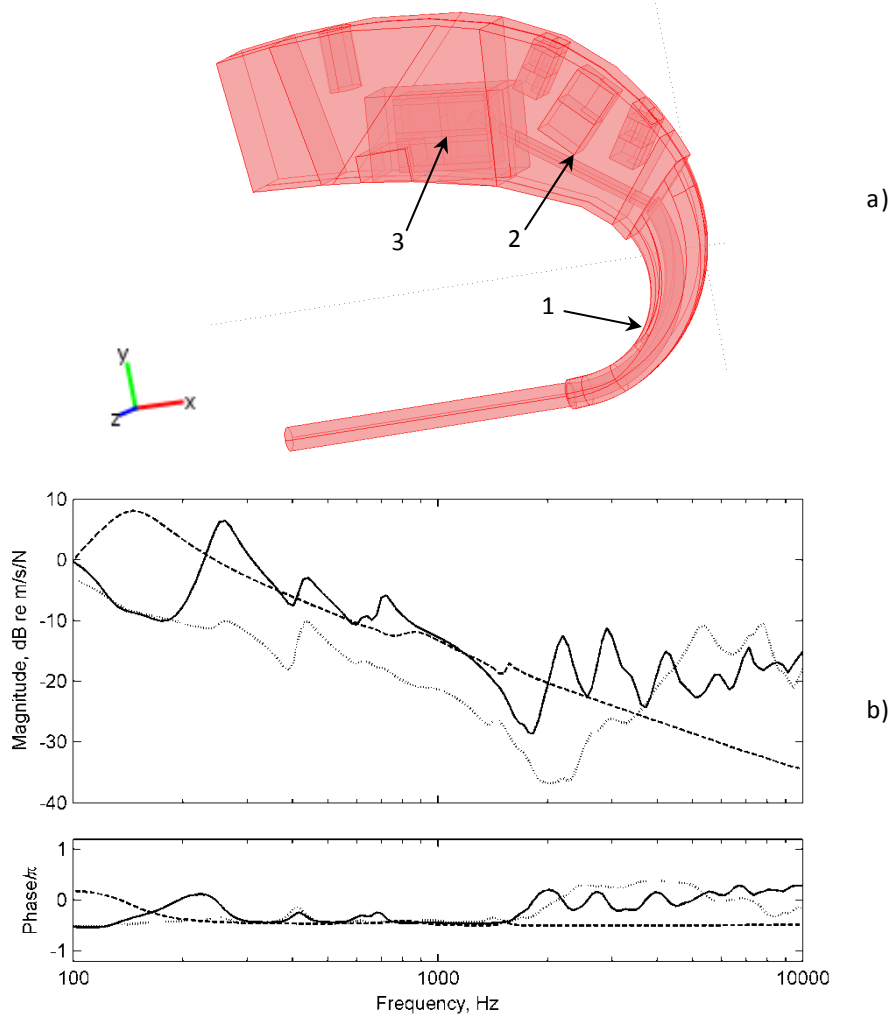 a)
3
2
1
y
x
z
10
0
-10
-20
-30
-40
Magnitude, dB re m/s/N
b)
1
0
-1
Phase/π
100
1000
10000
Frequency, Hz